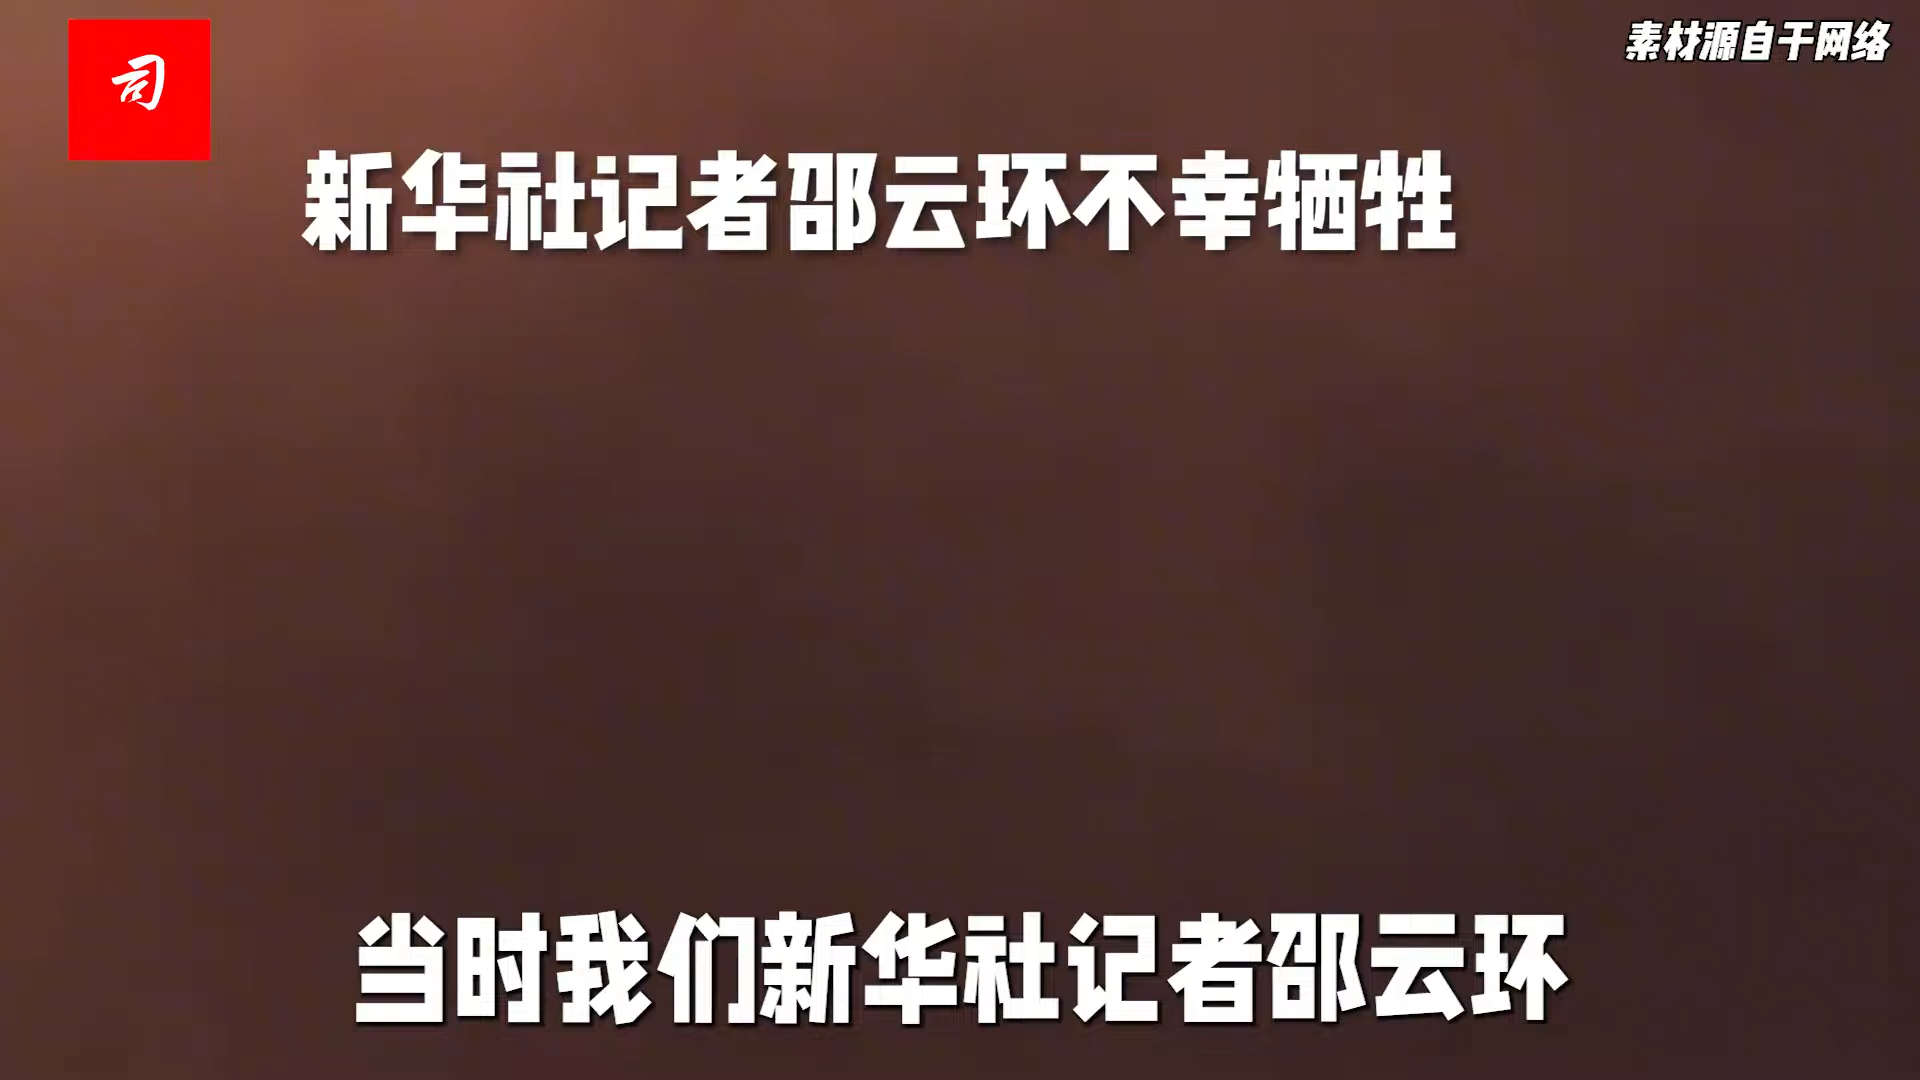 司
素材源自于网络
新华社记者邵云环不幸牺牲
当时我们新华社记者邵云环